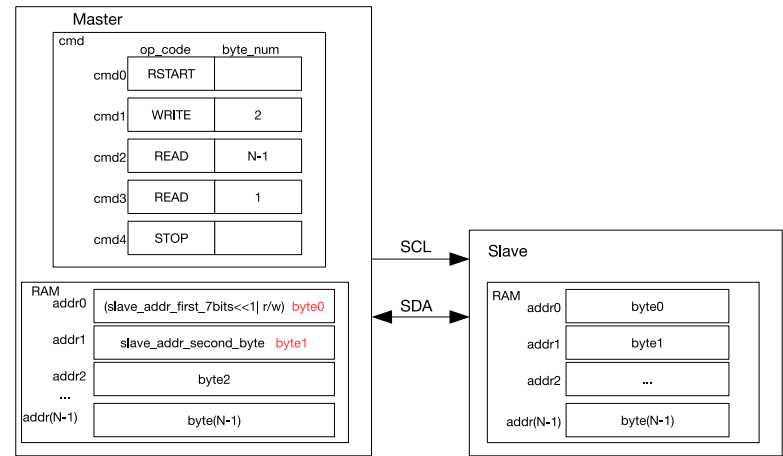 Master
cmd
op_code byte_num
cmd0 RSTART
cmd1 WRITE 2
cmd2 READ N-1
cmd3 READ 1
cmd4 STOP
SCL
SDA
RAM
addr0 (slave_addr_first_7bits<<1| r/w) byte0
addr1 slave_addr_second_byte byte1
addr2 byte2
...
addr(N-1) byte(N-1)
Slave
RAM
addr0 byte0
addr1 byte1
addr2 ...
addr(N-1) byte(N-1)